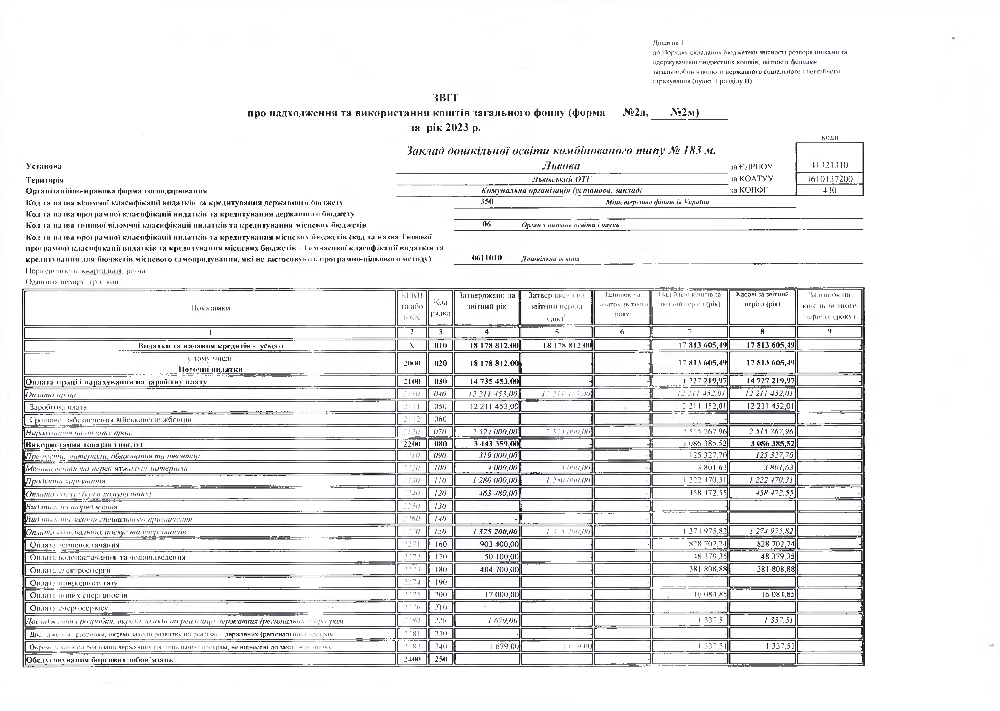 Додаток 1
до Порядку складання бюджетної звітності розпорядниками та
одержувачами бюджетних коштів, звітності фондами
загальнообов'язкового державного соціального і пенсійного
страхування (пункт 1 розділу II)
ЗВІТ
про надходження та використання коштів загального фонду (форма №2д, №2м)
за рік 2023 р.
коди
Заклад дошкільної освіти комбінованого типу № 183 м.
Установа Львова за ЄДРПОУ 41321310
Територія Львівський ОТГ за КОАТУУ 4610137200
Організаційно-правова форма господарювання Комунальна організація (установа, заклад) за КОПФГ 430
Код та назва відомчої класифікації видатків та кредитування державного бюджету 350 Міністерство фінансів України
Код та назва програмної класифікації видатків та кредитування державного бюджету
Код та назва типової відомчої класифікації видатків та кредитування місцевих бюджетів 06 Орган з питань освіти і науки
Код та назва програмної класифікації видатків та кредитування місцевих бюджетів (код та назва Типової
програмної класифікації видатків та кредитування місцевих бюджетів / Тимчасової класифікації видатків та
кредитування для бюджетів місцевого самоврядування, які не застосовують програмно-цільового методу) 0611010 Дошкільна освіта
Періодичність квартальна, річна
Одиниця виміру грн, коп
Показники КЕКВ та або ККК Код рядка Затверджено на звітний рік Затверджено на звітний період (рік)1 Залишок на початок звітного року Надійшло коштів за звітний період (рік) Касові за звітний період (рік) Залишок на кінець звітного періоду (року)
1 2 3 4 5 6 7 8 9
Видатки та надання кредитів - усього X 010 18 178 812,00 18 178 812,00 - 17 813 605,49 17 813 605,49 -
у тому числі:
Поточні видатки 2000 020 18 178 812,00 - - 17 813 605,49 17 813 605,49 -
Оплата праці і нарахування на заробітну плату 2100 030 14 735 453,00 - - 14 727 219,97 14 727 219,97 -
Оплата праці 2110 040 12 211 453,00 12 211 453,00 - 12 211 452,01 12 211 452,01 -
Заробітна плата 2111 050 12 211 453,00 - - 12 211 452,01 12 211 452,01 -
Грошове забезпечення військовослужбовців 2112 060 - - - - -
Нарахування на оплату праці 2120 070 2 524 000,00 2 524 000,00 - 2 515 767,96 2 515 767,96 -
Використання товарів і послуг 2200 080 3 443 359,00 - - 3 086 385,52 3 086 385,52 -
Предмети, матеріали, обладнання та інвентар 2210 090 319 000,00 - - 125 327,70 125 327,70 -
Медикаменти та перев'язувальні матеріали 2220 100 4 000,00 4 000,00 - 3 801,63 3 801,63 -
Продукти харчування 2230 110 1 280 000,00 1 280 000,00 - 1 222 470,31 1 222 470,31 -
Оплата послуг (крім комунальних) 2240 120 463 480,00 - - 458 472,55 458 472,55 -
Видатки на відрядження 2250 130 - - - - - -
Видатки та заходи спеціального призначення 2260 140 - - - - - -
Оплата комунальних послуг та енергоносіїв 2270 150 1 375 200,00 1 375 200,00 - 1 274 975,82 1 274 975,82 -
Оплата теплопостачання 2271 160 903 400,00 - - 828 702,74 828 702,74 -
Оплата водопостачання та водовідведення 2272 170 50 100,00 - - 48 379,35 48 379,35 -
Оплата електроенергії 2273 180 404 700,00 - - 381 808,88 381 808,88 -
Оплата природного газу 2274 190 - - - - -
Оплата інших енергоносіїв 2275 200 17 000,00 - - 16 084,85 16 084,85 -
Оплата енергосервісу 2276 210 - - - - -
Дослідження і розробки, окремі заходи по реалізації державних (регіональних) програм 2280 220 1 679,00 - - 1 337,51 1 337,51 -
Дослідження і розробки, окремі заходи розвитку по реалізації державних (регіональних) програм 2281 230 - - - - - -
Окремі заходи по реалізації державних (регіональних) програм, не віднесені до заходів розвитку 2282 240 1 679,00 1 679,00 - 1 337,51 1 337,51 -
Обслуговування боргових зобов'язань 2400 250 - - - - - -